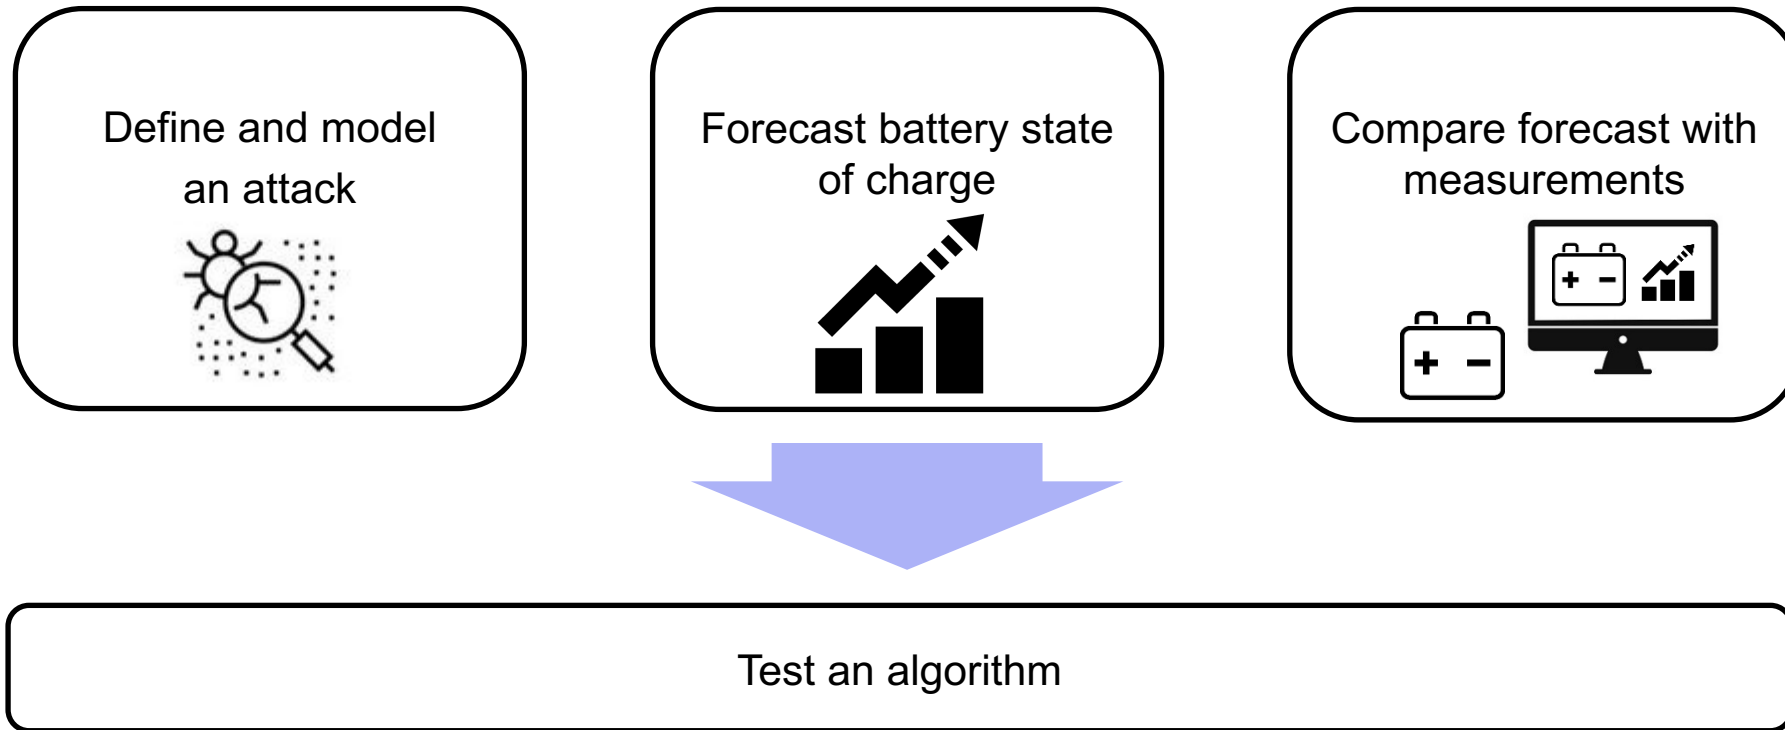 Define and model
an attack
Forecast battery state
of charge
Compare forecast with
measurements
Test an algorithm